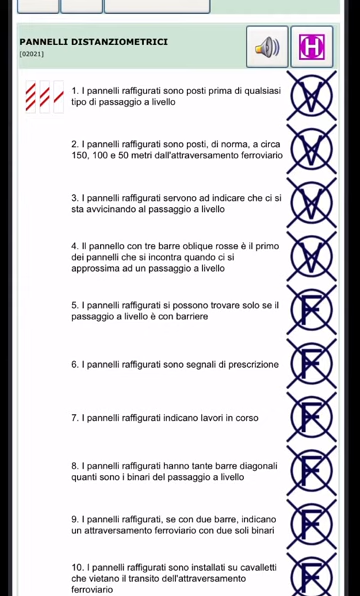 PANNELLI DISTANZIOMETRICI
[02021]
1. I pannelli raffigurati sono posti prima di qualsiasi
tipo di passaggio a livello
V
2. I pannelli raffigurati sono posti, di norma, a circa
150, 100 e 50 metri dall'attraversamento ferroviario
V
3. I pannelli raffigurati servono ad indicare che ci si
sta avvicinando al passaggio a livello
V
4. Il pannello con tre barre oblique rosse è il primo
dei pannelli che si incontra quando ci si
approssima ad un passaggio a livello
V
5. I pannelli raffigurati si possono trovare solo se il
passaggio a livello è con barriere
F
6. I pannelli raffigurati sono segnali di prescrizione
F
7. I pannelli raffigurati indicano lavori in corso
F
8. I pannelli raffigurati hanno tante barre diagonali
quanti sono i binari del passaggio a livello
F
9. I pannelli raffigurati, se con due barre, indicano
un attraversamento ferroviario con due soli binari
F
10. I pannelli raffigurati sono installati su cavalletti
che vietano il transito dell'attraversamento
ferroviario
F